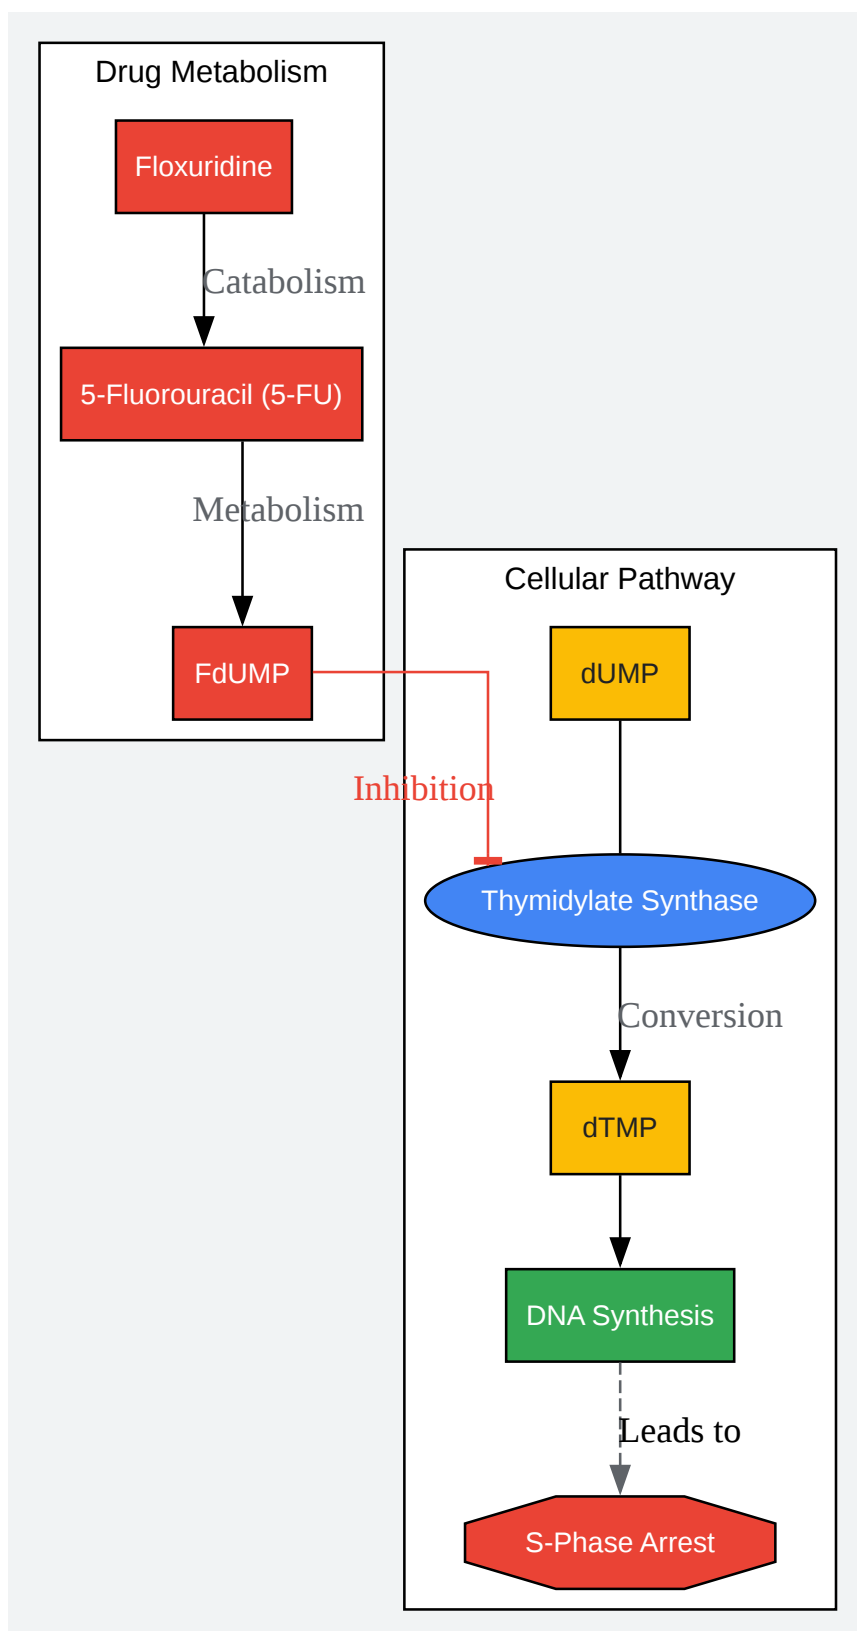 Drug Metabolism
Floxuridine
Catabolism
5-Fluorouracil (5-FU)
Metabolism
FdUMP
Inhibition
Cellular Pathway
dUMP
Thymidylate Synthase
Conversion
dTMP
DNA Synthesis
Leads to
S-Phase Arrest